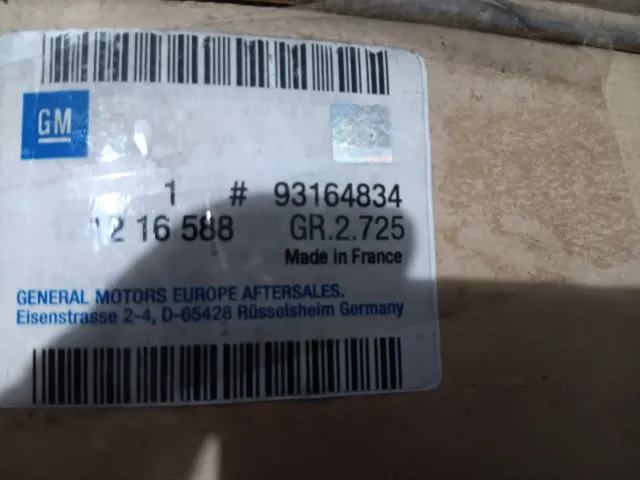 GM
1 # 93164834
12 16 588 GR.2.725
Made in France
GENERAL MOTORS EUROPE AFTERSALES.
Eisenstrasse 2-4, D-65428 Rüsselsheim Germany